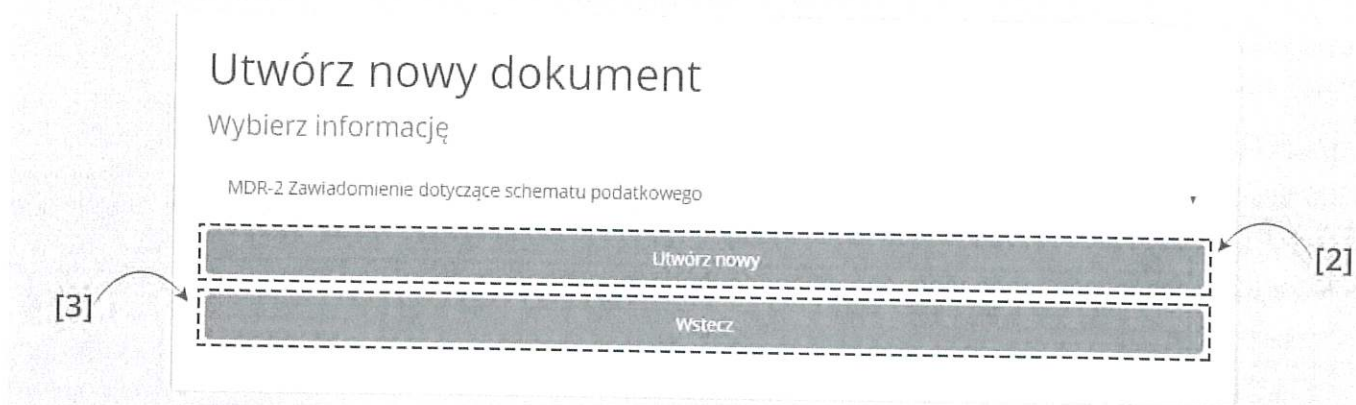 Utwórz nowy dokument
Wybierz informację
MDR-2 Zawiadomienie dotyczące schematu podatkowego
Utwórz nowy
[2]
[3]
Wstecz